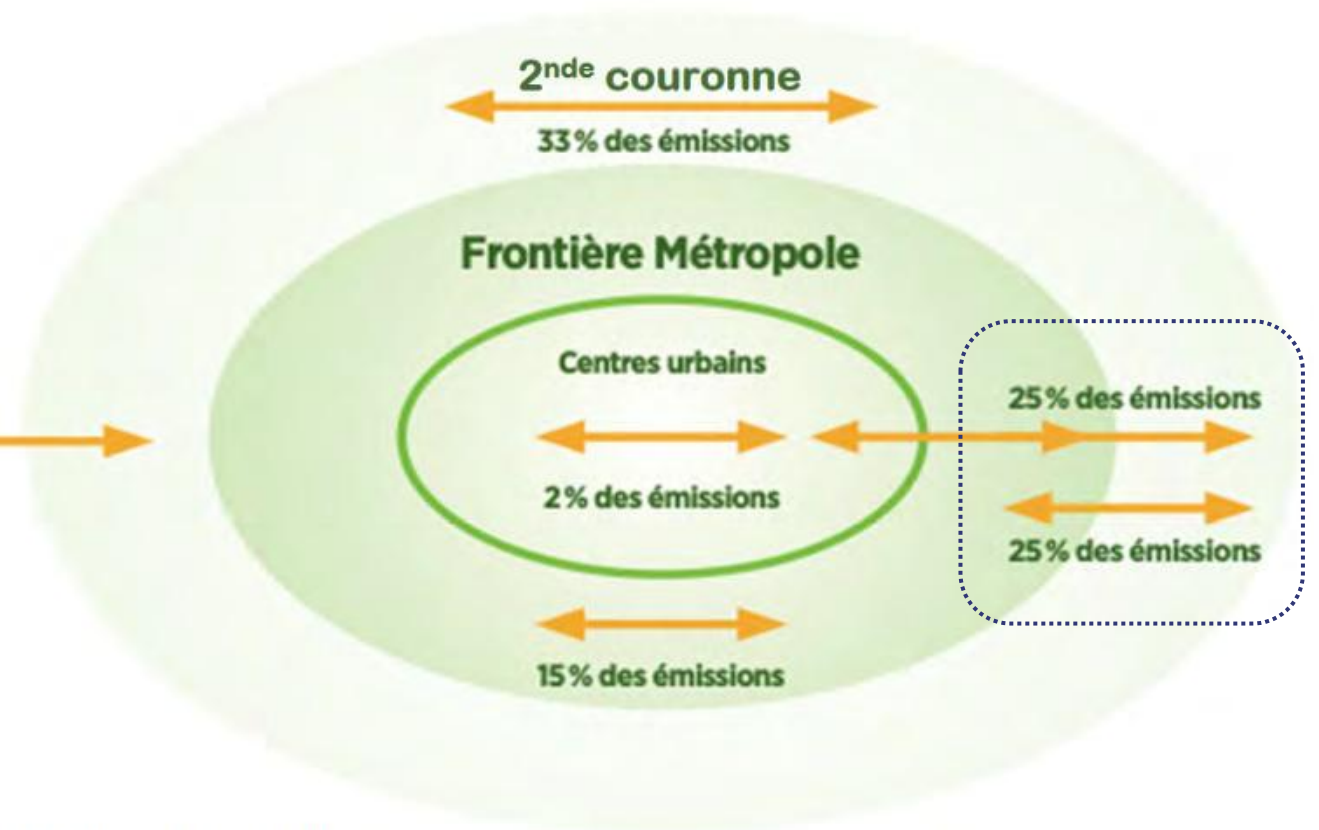 2nde couronne
33% des émissions
Frontière Métropole
Centres urbains
2% des émissions
25% des émissions
25% des émissions
15% des émissions